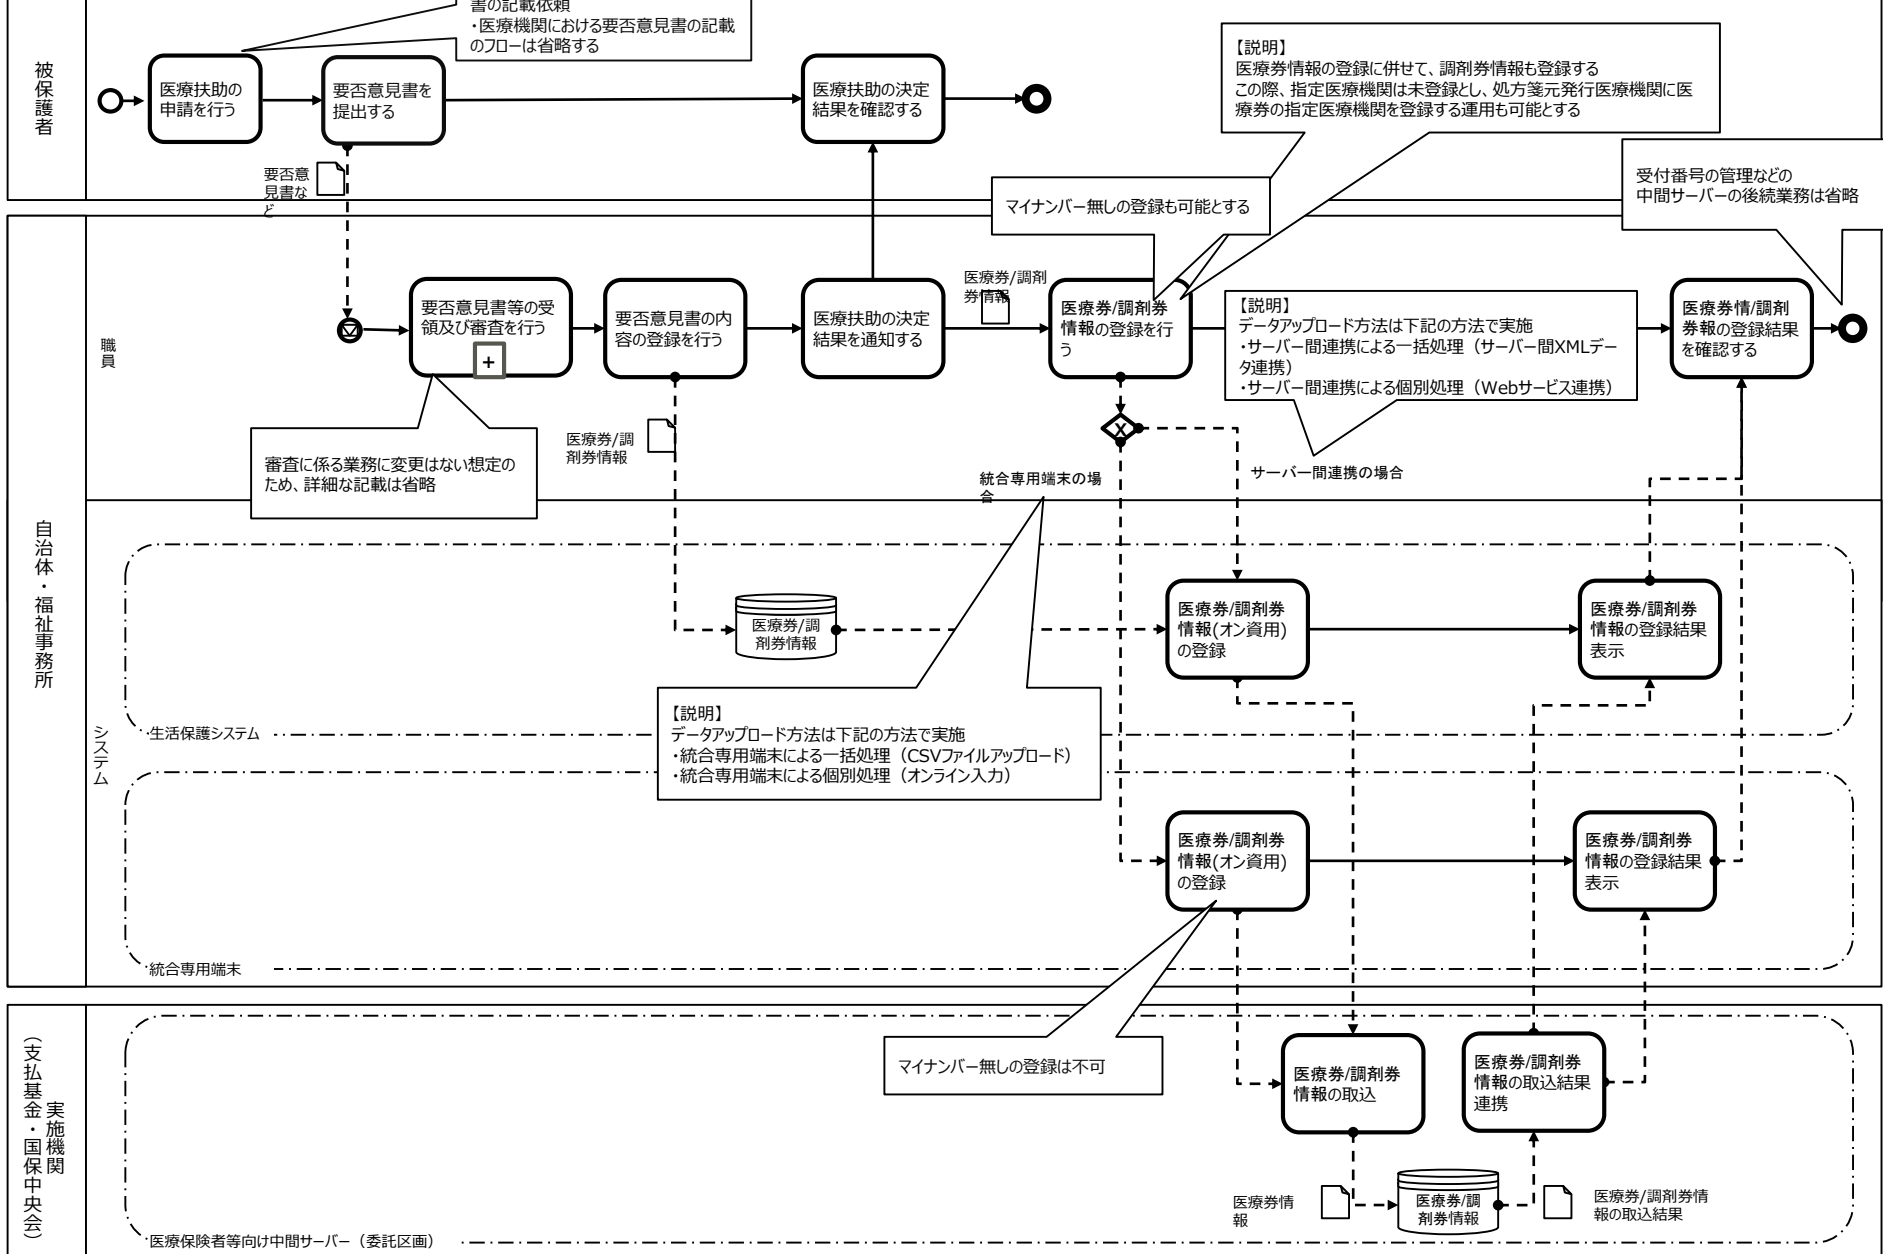 書の記載依頼
・医療機関における要否意見書の記載
のフローは省略する
被保護者
医療扶助の
申請を行う
要否意見書を
提出する
医療扶助の決定
結果を確認する
【説明】
医療券情報の登録に併せて、調剤券情報も登録する
この際、指定医療機関は未登録とし、処方箋元発行医療機関に医
療券の指定医療機関を登録する運用も可能とする
受付番号の管理などの
中間サーバーの後続業務は省略
要否意
見書な
ど
マイナンバー無しの登録も可能とする
自治体・福祉事務所
職員
要否意見書等の受
領及び審査を行う
+
要否意見書の内
容の登録を行う
医療扶助の決定
結果を通知する
医療券/調剤
券情報
医療券/調剤券
情報の登録を行
う
【説明】
データアップロード方法は下記の方法で実施
・サーバー間連携による一括処理（サーバー間XMLデー
タ連携）
・サーバー間連携による個別処理（Webサービス連携）
医療券情/調剤
券報の登録結果
を確認する
審査に係る業務に変更はない想定の
ため、詳細な記載は省略
医療券/調
剤券情報
X
統合専用端末の場
合
サーバー間連携の場合
システム
医療券/調
剤券情報
医療券/調剤券
情報(オン資用)
の登録
医療券/調剤券
情報の登録結果
表示
【説明】
データアップロード方法は下記の方法で実施
・統合専用端末による一括処理（CSVファイルアップロード）
・統合専用端末による個別処理（オンライン入力）
生活保護システム
医療券/調剤券
情報(オン資用)
の登録
医療券/調剤券
情報の登録結果
表示
統合専用端末
実施機関
（支払基金・国保中央会）
マイナンバー無しの登録は不可
医療券/調剤券
情報の取込
医療券/調剤券
情報の取込結果
連携
医療券情
報
医療券/調
剤券情報
医療券/調剤券情
報の取込結果
医療保険者等向け中間サーバー（委託区画）